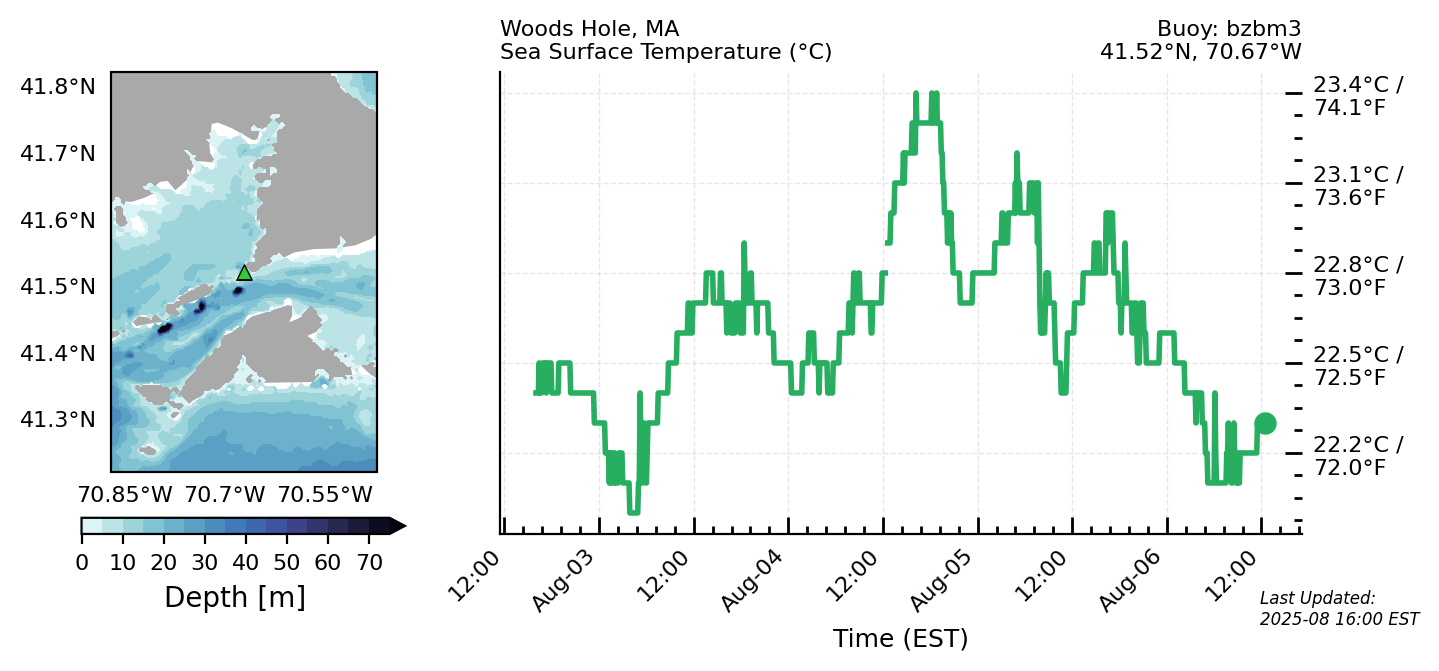 Woods Hole, MA
Sea Surface Temperature (°C)
Buoy: bzbm3
41.52°N, 70.67°W
41.8°N
41.7°N
41.6°N
41.5°N
41.4°N
41.3°N
70.85°W 70.7°W 70.55°W
0 10 20 30 40 50 60 70
Depth [m]
23.4°C /
74.1°F
23.1°C /
73.6°F
22.8°C /
73.0°F
22.5°C /
72.5°F
22.2°C /
72.0°F
12:00 Aug-03 12:00 Aug-04 12:00 Aug-05 12:00 Aug-06 12:00
Time (EST)
Last Updated:
2025-08 16:00 EST